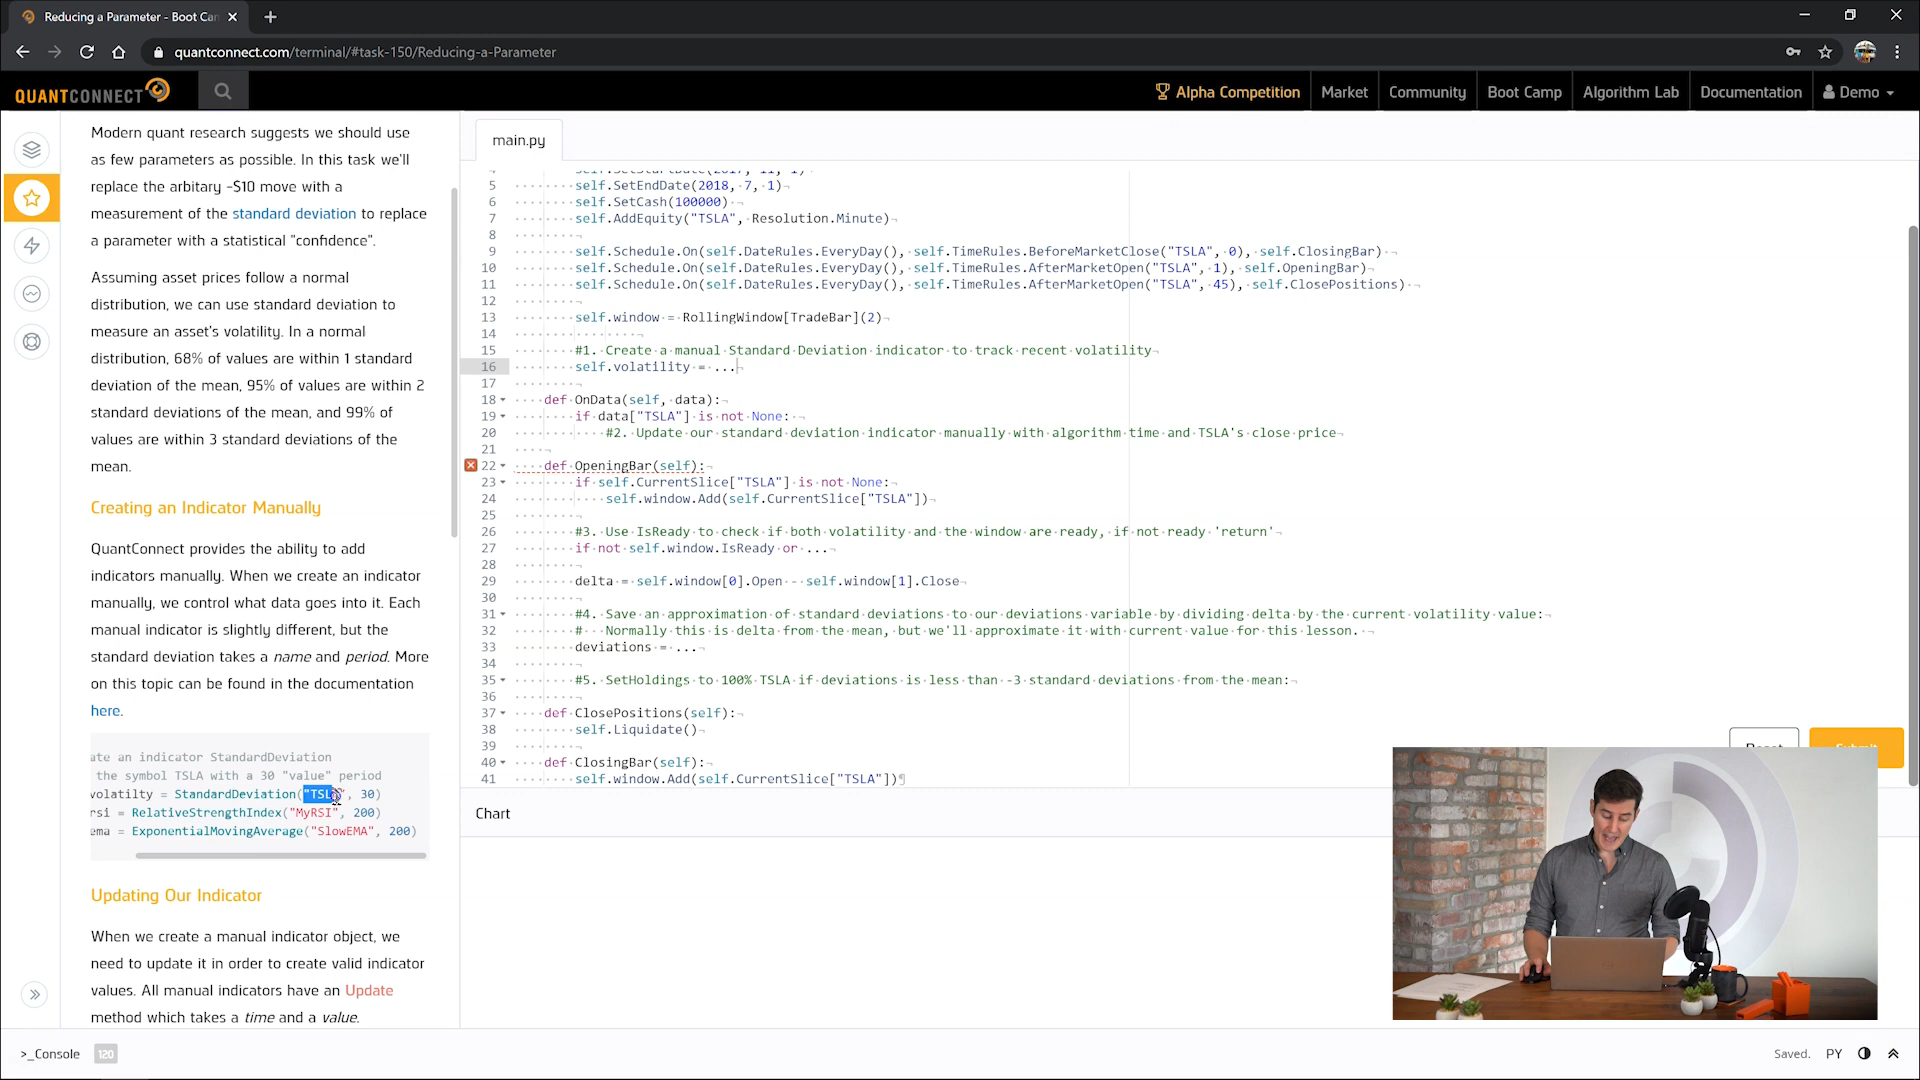 Reducing a Parameter - Boot Car
quantconnect.com/terminal/#task-150/Reducing-a-Parameter
QUANTCONNECT
Alpha Competition
Market
Community
Boot Camp
Algorithm Lab
Documentation
Demo
Modern quant research suggests we should use
as few parameters as possible. In this task we'll
replace the arbitary -$10 move with a
measurement of the standard deviation to replace
a parameter with a statistical "confidence".
Assuming asset prices follow a normal
distribution, we can use standard deviation to
measure an asset's volatility. In a normal
distribution, 68% of values are within 1 standard
deviation of the mean, 95% of values are within 2
standard deviations of the mean, and 99% of
values are within 3 standard deviations of the
mean.
Creating an Indicator Manually
QuantConnect provides the ability to add
indicators manually. When we create an indicator
manually, we control what data goes into it. Each
manual indicator is slightly different, but the
standard deviation takes a name and period. More
on this topic can be found in the documentation
here.
ate an indicator StandardDeviation
the symbol TSLA with a 30 "value" period
volatilty = StandardDeviation("TSLA", 30)
rsi = RelativeStrengthIndex("MyRSI", 200)
ema = ExponentialMovingAverage("SlowEMA", 200)
Updating Our Indicator
When we create a manual indicator object, we
need to update it in order to create valid indicator
values. All manual indicators have an Update
method which takes a time and a value.
main.py
4 self.SetStartDate(2017, 11, 1)
5 self.SetEndDate(2018, 7, 1)
6 self.SetCash(100000)
7 self.AddEquity("TSLA", Resolution.Minute)
8
9 self.Schedule.On(self.DateRules.EveryDay(), self.TimeRules.BeforeMarketClose("TSLA", 0), self.ClosingBar)
10 self.Schedule.On(self.DateRules.EveryDay(), self.TimeRules.AfterMarketOpen("TSLA", 1), self.OpeningBar)
11 self.Schedule.On(self.DateRules.EveryDay(), self.TimeRules.AfterMarketOpen("TSLA", 45), self.ClosePositions)
12
13 self.window = RollingWindow[TradeBar](2)
14
15 #1. Create a manual Standard Deviation indicator to track recent volatility
16 self.volatility = ...
17
18 def OnData(self, data):
19 if data["TSLA"] is not None:
20 #2. Update our standard deviation indicator manually with algorithm time and TSLA's close price
21
22 def OpeningBar(self):
23 if self.CurrentSlice["TSLA"] is not None:
24 self.window.Add(self.CurrentSlice["TSLA"])
25
26 #3. Use IsReady to check if both volatility and the window are ready, if not ready 'return'
27 if not self.window.IsReady or ...
28
29 delta = self.window[0].Open - self.window[1].Close
30
31 #4. Save an approximation of standard deviations to our deviations variable by dividing delta by the current volatility value:
32 # Normally this is delta from the mean, but we'll approximate it with current value for this lesson.
33 deviations = ...
34
35 #5. SetHoldings to 100% TSLA if deviations is less than -3 standard deviations from the mean:
36
37 def ClosePositions(self):
38 self.Liquidate()
39
40 def ClosingBar(self):
41 self.window.Add(self.CurrentSlice["TSLA"])
Reset
Submit
Chart
>_Console
120
Saved.
PY